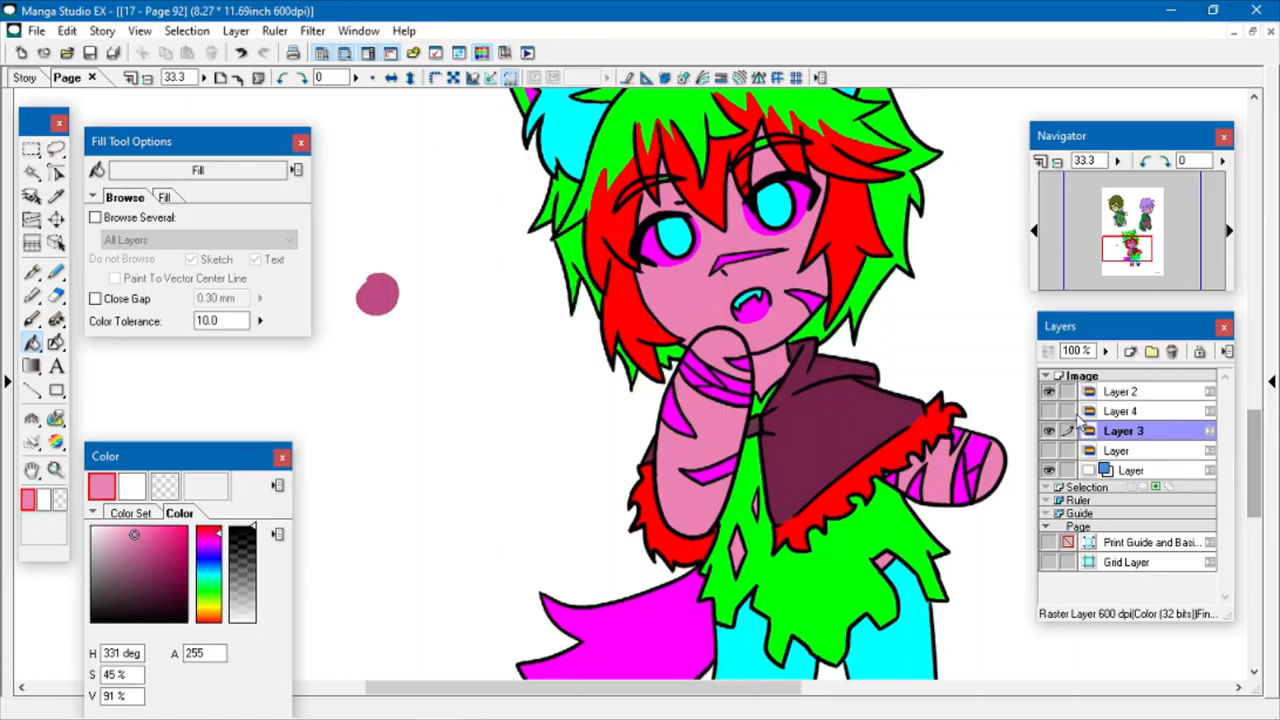 Manga Studio EX - [[17 - Page 92] (8.27 * 11.69inch 600dpi)]
File Edit Story View Selection Layer Ruler Filter Window Help
Story Page 33.3 0
Fill Tool Options
Fill
Browse Fill
Browse Several:
All Layers
Do not Browse Sketch Text
Paint To Vector Center Line
Close Gap 0.30 mm
Color Tolerance: 10.0
Color
Color Set Color
H 331 deg A 255
S 45 %
V 91 %
Navigator
33.3 0
Layers
100 %
Image
Layer 2
Layer 4
Layer 3
Layer
Layer
Selection
Ruler
Guide
Page
Print Guide and Basi...
Grid Layer
Raster Layer 600 dpi(Color (32 bits))Fin...